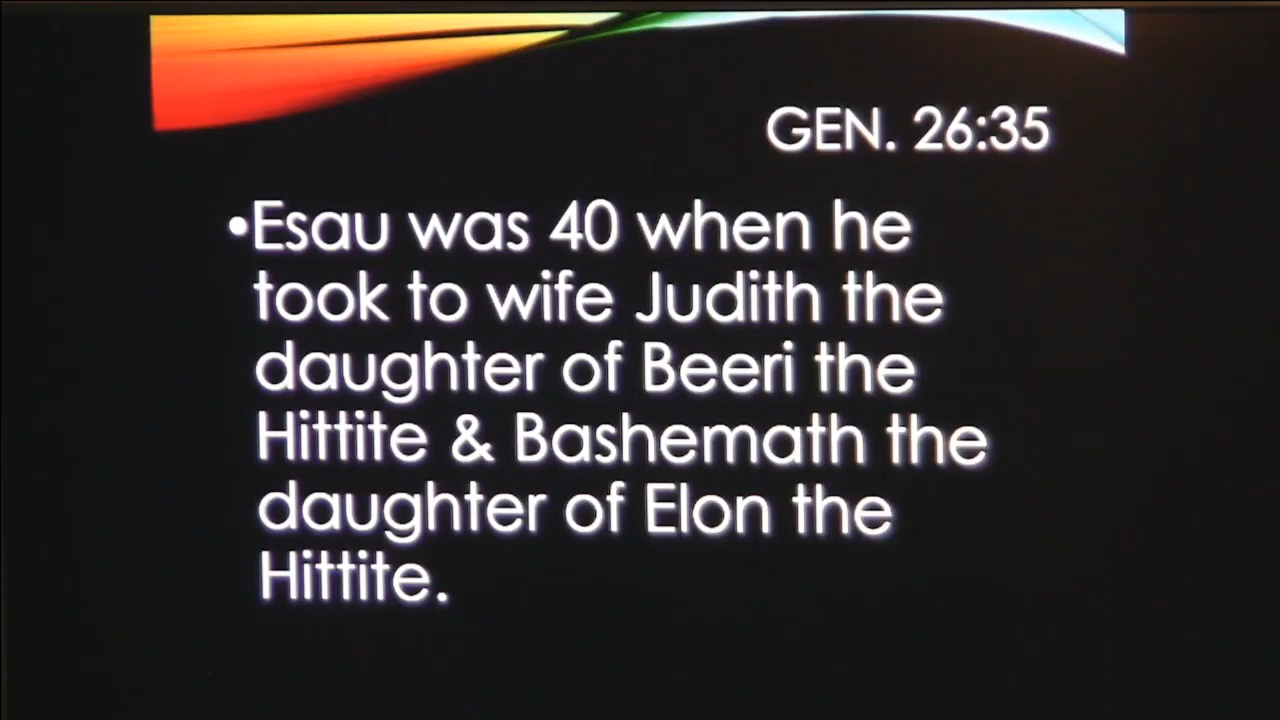 GEN. 26:35
•Esau was 40 when he
took to wife Judith the
daughter of Beeri the
Hittite & Bashemath the
daughter of Elon the
Hittite.